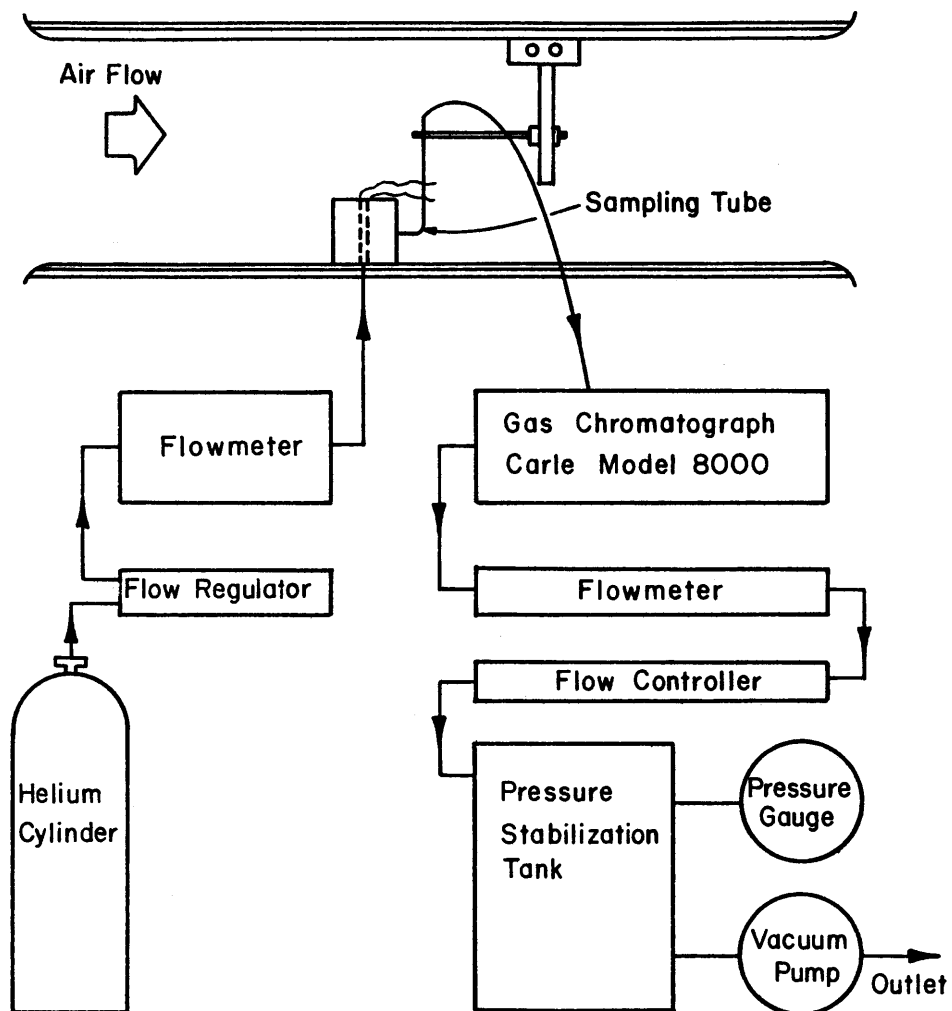 Air Flow
Sampling Tube
Gas Chromatograph
Carle Model 8000
Flowmeter
Flow Regulator
Flowmeter
Flow Controller
Helium
Cylinder
Pressure
Stabilization
Tank
Pressure
Gauge
Vacuum
Pump
Outlet